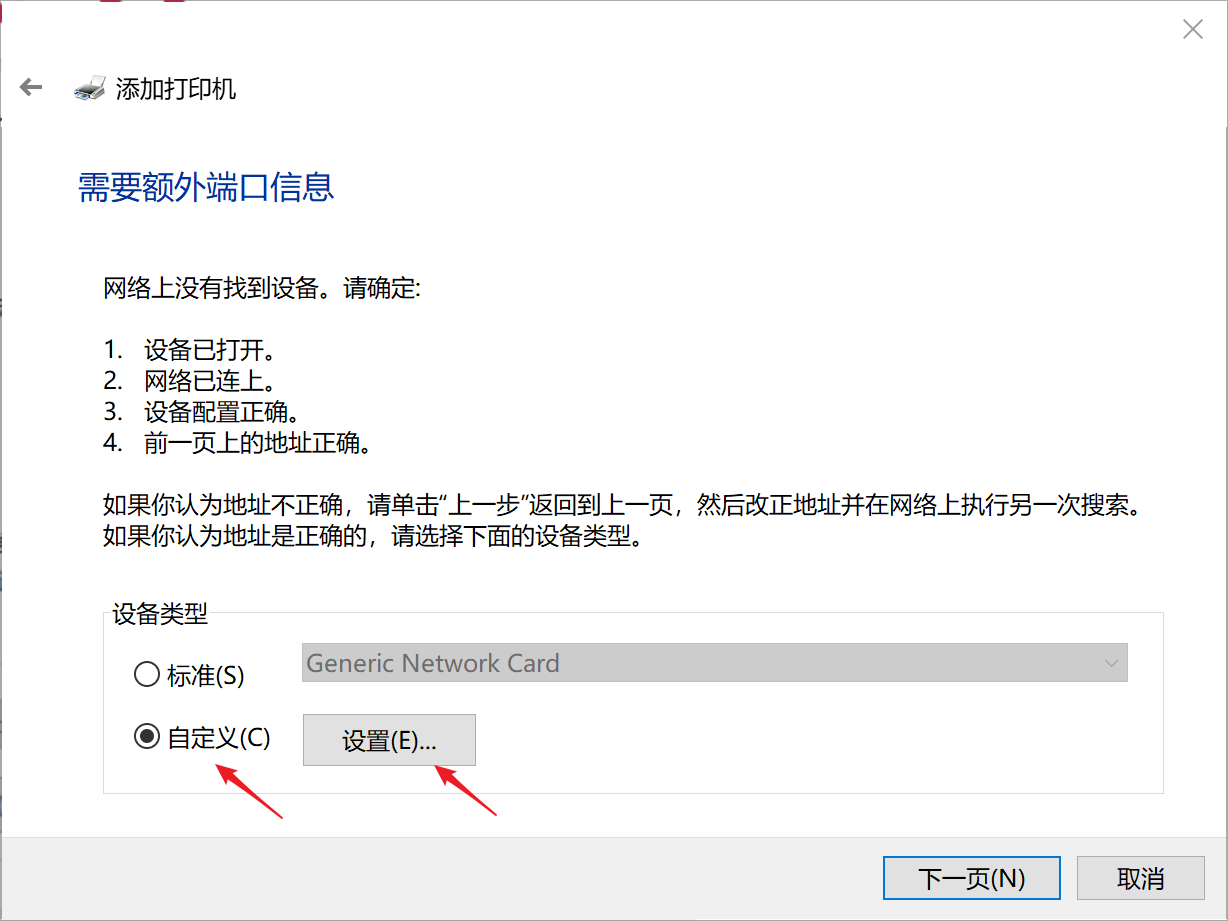 添加打印机
需要额外端口信息
网络上没有找到设备。请确定:
1. 设备已打开。
2. 网络已连上。
3. 设备配置正确。
4. 前一页上的地址正确。
如果你认为地址不正确，请单击“上一步”返回到上一页，然后改正地址并在网络上执行另一次搜索。
如果你认为地址是正确的，请选择下面的设备类型。
设备类型
标准(S) Generic Network Card
自定义(C) 设置(E)...
下一页(N) 取消